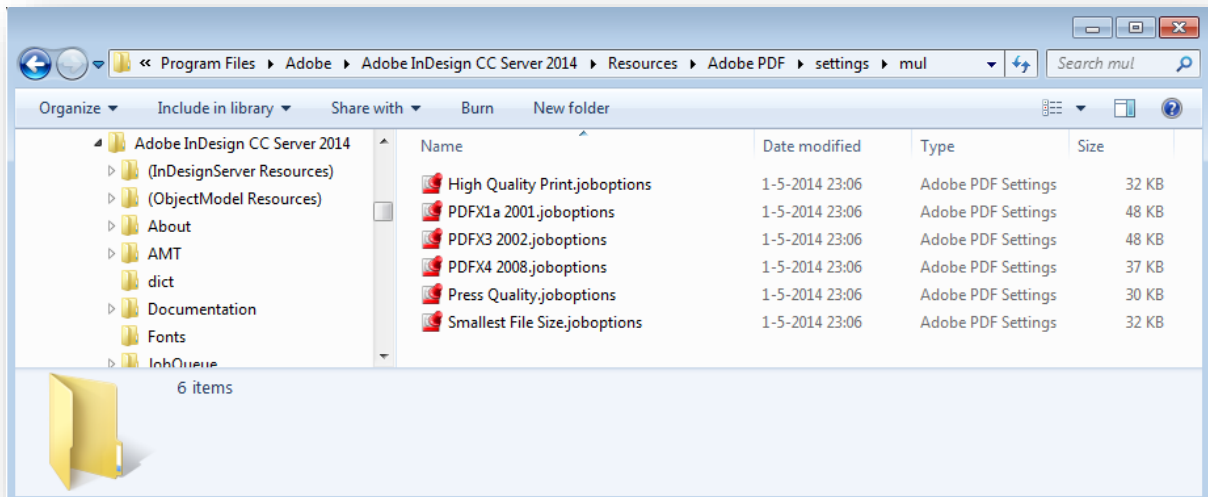 « Program Files ▸ Adobe ▸ Adobe InDesign CC Server 2014 ▸ Resources ▸ Adobe PDF ▸ settings ▸ mul
Search mul
Organize Include in library Share with Burn New folder
Adobe InDesign CC Server 2014
(InDesignServer Resources)
(ObjectModel Resources)
About
AMT
dict
Documentation
Fonts
JobQueue
Name Date modified Type Size
High Quality Print.joboptions 1-5-2014 23:06 Adobe PDF Settings 32 KB
PDFX1a 2001.joboptions 1-5-2014 23:06 Adobe PDF Settings 48 KB
PDFX3 2002.joboptions 1-5-2014 23:06 Adobe PDF Settings 48 KB
PDFX4 2008.joboptions 1-5-2014 23:06 Adobe PDF Settings 37 KB
Press Quality.joboptions 1-5-2014 23:06 Adobe PDF Settings 30 KB
Smallest File Size.joboptions 1-5-2014 23:06 Adobe PDF Settings 32 KB
6 items